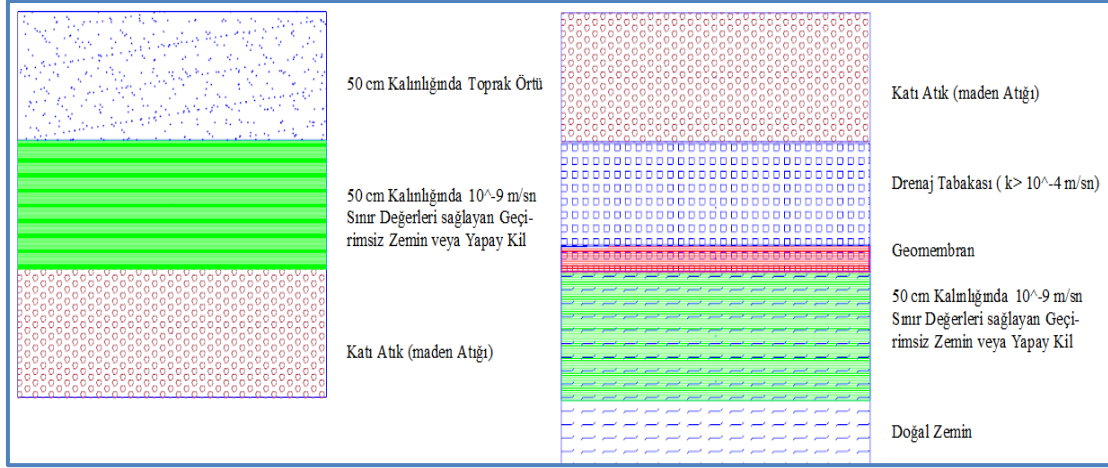 50 cm Kalınlığında Toprak Örtü
50 cm Kalınlığında 10^-9 m/sn
Sınır Değerleri sağlayan Geçi-
rimsiz Zemin veya Yapay Kil
Katı Atık (maden Atığı)
Katı Atık (maden Atığı)
Drenaj Tabakası ( k> 10^-4 m/sn)
Geomembran
50 cm Kalınlığında 10^-9 m/sn
Sınır Değerleri sağlayan Geçi-
rimsiz Zemin veya Yapay Kil
Doğal Zemin